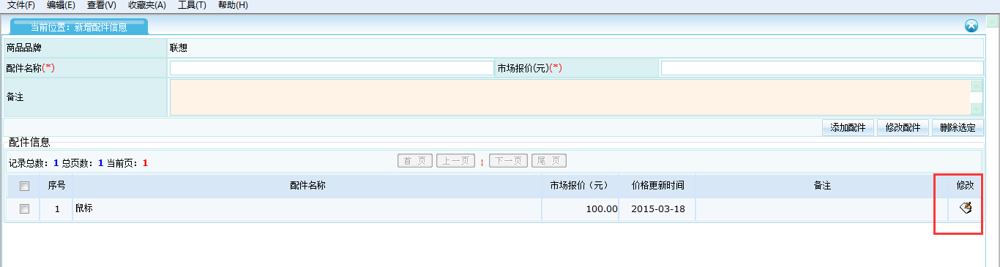 文件(F) 编辑(E) 查看(V) 收藏夹(A) 工具(T) 帮助(H)
当前位置：新增配件信息
商品品牌 联想
配件名称(*) 市场报价(元)(*)
备注
添加配件 修改配件 删除选定
配件信息
记录总数：1 总页数：1 当前页：1 首 页 上一页 ¦ 下一页 尾 页
序号 配件名称 市场报价（元） 价格更新时间 备注 修改
1 鼠标 100.00 2015-03-18